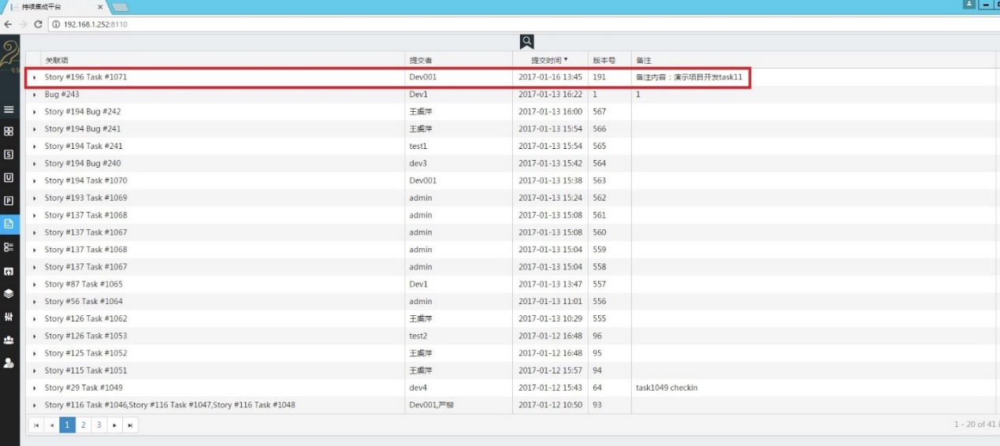 持续集成平台 ×
192.168.1.252:8110
关联项 提交者 提交时间 ▼ 版本号 备注
Story #196 Task #1071 Dev001 2017-01-16 13:45 191 备注内容：演示项目开发task11
Bug #243 Dev1 2017-01-13 16:22 1 1
Story #194 Bug #242 王虞萍 2017-01-13 16:00 567
Story #194 Bug #241 王虞萍 2017-01-13 15:54 566
Story #194 Task #241 test1 2017-01-13 15:54 565
Story #194 Bug #240 dev3 2017-01-13 15:42 564
Story #194 Task #1070 Dev001 2017-01-13 15:38 563
Story #193 Task #1069 admin 2017-01-13 15:24 562
Story #137 Task #1068 admin 2017-01-13 15:08 561
Story #137 Task #1067 admin 2017-01-13 15:08 560
Story #137 Task #1068 admin 2017-01-13 15:04 559
Story #137 Task #1067 admin 2017-01-13 15:04 558
Story #87 Task #1065 Dev1 2017-01-13 13:47 557
Story #56 Task #1064 admin 2017-01-13 11:01 556
Story #126 Task #1062 王虞萍 2017-01-13 10:29 555
Story #126 Task #1053 test2 2017-01-12 16:48 96
Story #125 Task #1052 王虞萍 2017-01-12 16:48 95
Story #115 Task #1051 王虞萍 2017-01-12 15:57 94
Story #29 Task #1049 dev4 2017-01-12 15:43 64 task1049 checkin
Story #116 Task #1046,Story #116 Task #1047,Story #116 Task #1048 Dev001,严柳 2017-01-12 10:50 93
1 2 3 1 - 20 of 41